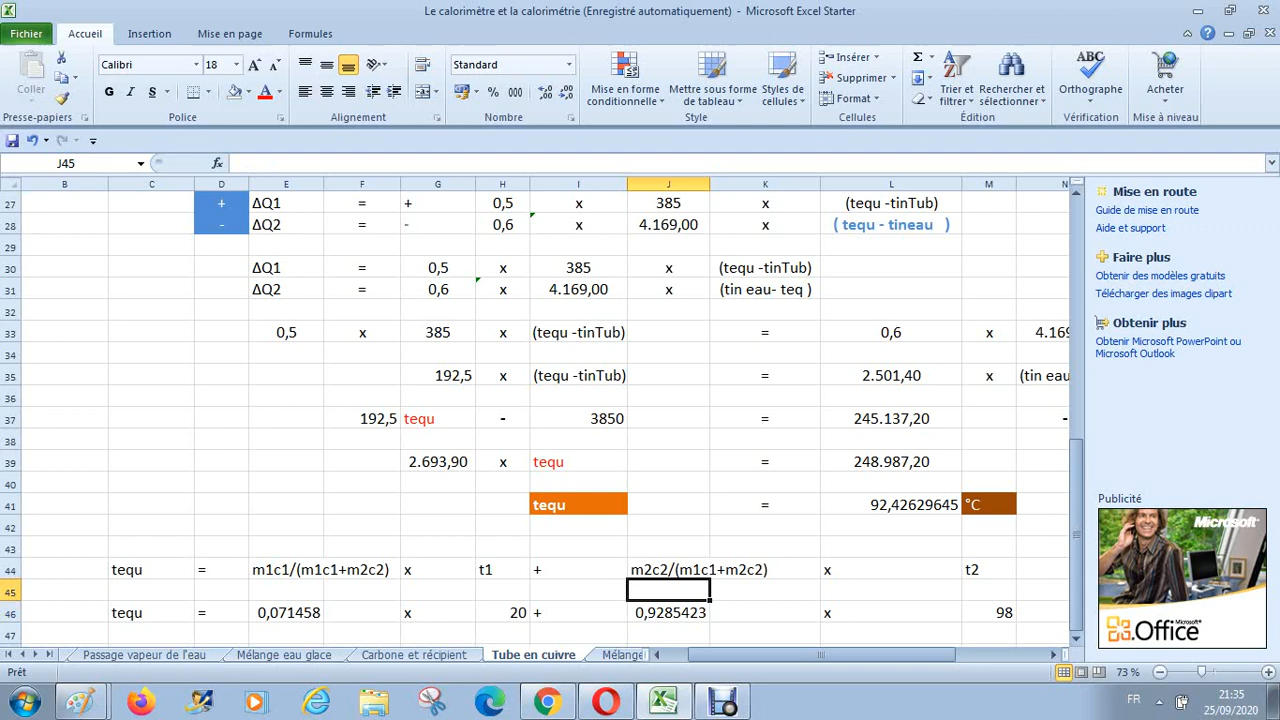 Le calorimètre et la calorimétrie (Enregistré automatiquement) - Microsoft Excel Starter
Fichier Accueil Insertion Mise en page Formules
Coller
Presse-papiers
Calibri 18
G I S
Police
Alignement
Standard
% 000
Nombre
Mise en forme conditionnelle
Mettre sous forme de tableau
Styles de cellules
Style
Insérer
Supprimer
Format
Cellules
Σ
Trier et filtrer
Rechercher et sélectionner
Édition
ABC
Orthographe
Vérification
Acheter
Mise à niveau
J45 fx
B C D E F G H I J K L M N
27 + ΔQ1 = + 0,5 x 385 x (tequ -tinTub)
28 - ΔQ2 = - 0,6 x 4.169,00 x ( tequ - tineau )
29
30 ΔQ1 = 0,5 x 385 x (tequ -tinTub)
31 ΔQ2 = 0,6 x 4.169,00 x (tin eau- teq )
32
33 0,5 x 385 x (tequ -tinTub) = 0,6 x 4.169
34
35 192,5 x (tequ -tinTub) = 2.501,40 x (tin eau
36
37 192,5 tequ - 3850 = 245.137,20 -
38
39 2.693,90 x tequ = 248.987,20
40
41 tequ = 92,42629645 °C
42
43
44 tequ = m1c1/(m1c1+m2c2) x t1 + m2c2/(m1c1+m2c2) x t2
45
46 tequ = 0,071458 x 20 + 0,9285423 x 98
47
Mise en route
Guide de mise en route
Aide et support
Faire plus
Obtenir des modèles gratuits
Télécharger des images clipart
Obtenir plus
Obtenir Microsoft PowerPoint ou
Microsoft Outlook
Publicité
Microsoft
Office
Passage vapeur de l'eau Mélange eau glace Carbone et récipient Tube en cuivre Mélange
Prêt
73 %
FR
21:35
25/09/2020